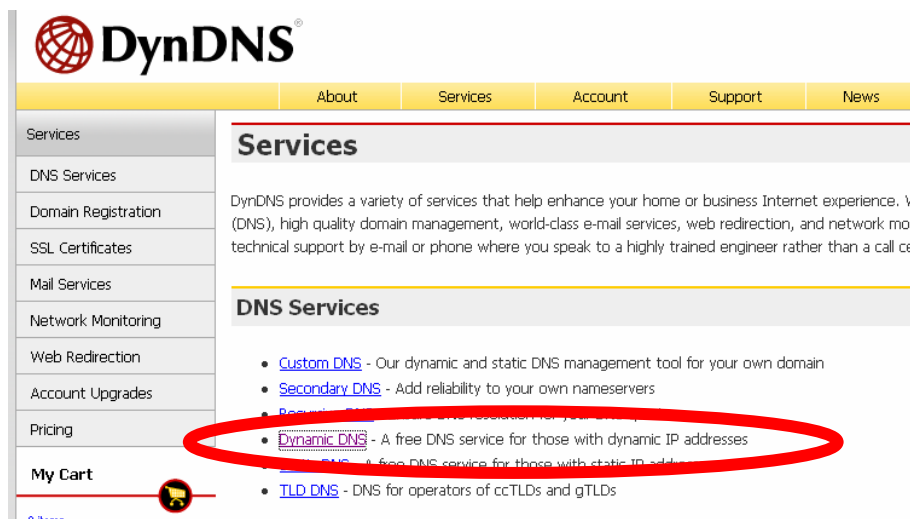 DynDNS®
About Services Account Support News
Services
DNS Services
Domain Registration
SSL Certificates
Mail Services
Network Monitoring
Web Redirection
Account Upgrades
Pricing
My Cart
Services
DynDNS provides a variety of services that help enhance your home or business Internet experience.
(DNS), high quality domain management, world-class e-mail services, web redirection, and network mo
technical support by e-mail or phone where you speak to a highly trained engineer rather than a call ce
DNS Services
• Custom DNS - Our dynamic and static DNS management tool for your own domain
• Secondary DNS - Add reliability to your own nameservers
• DNS resolution for your
• Dynamic DNS - A free DNS service for those with dynamic IP addresses
• DNS - A free DNS service for those with static IP addresses
• TLD DNS - DNS for operators of ccTLDs and gTLDs